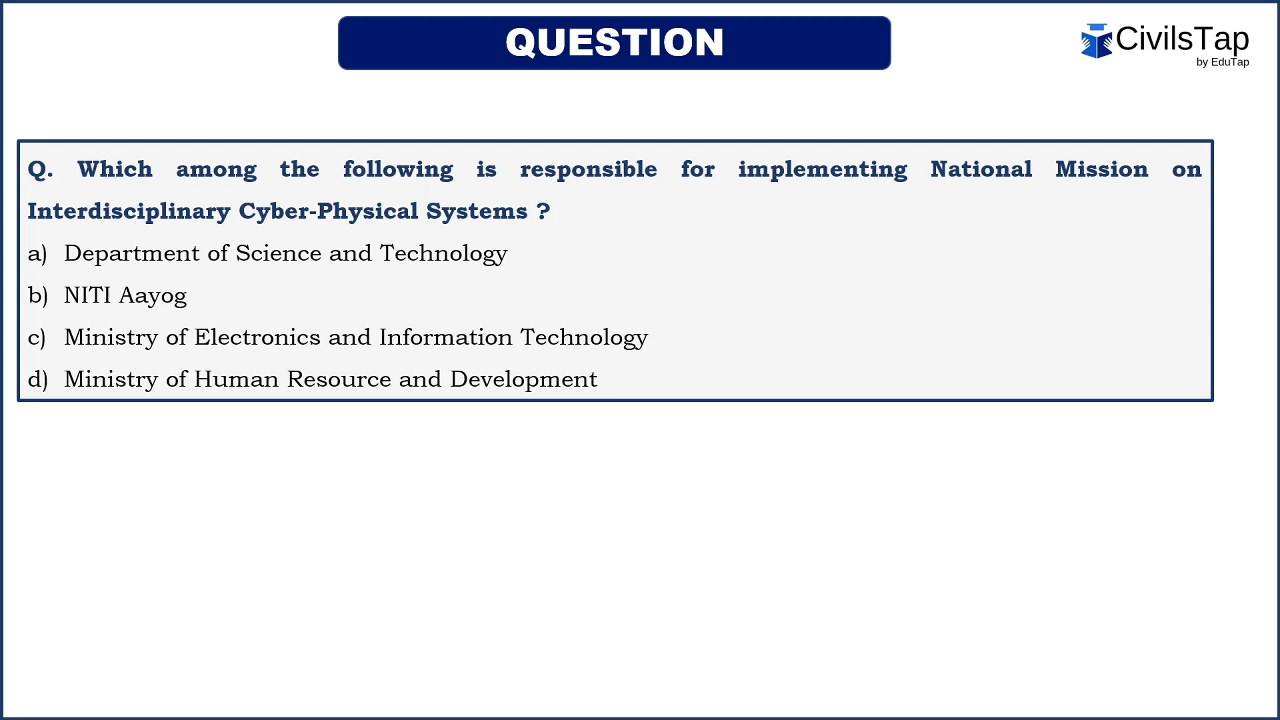 QUESTION
CivilsTap
by EduTap
Q. Which among the following is responsible for implementing National Mission on
Interdisciplinary Cyber-Physical Systems ?
a) Department of Science and Technology
b) NITI Aayog
c) Ministry of Electronics and Information Technology
d) Ministry of Human Resource and Development